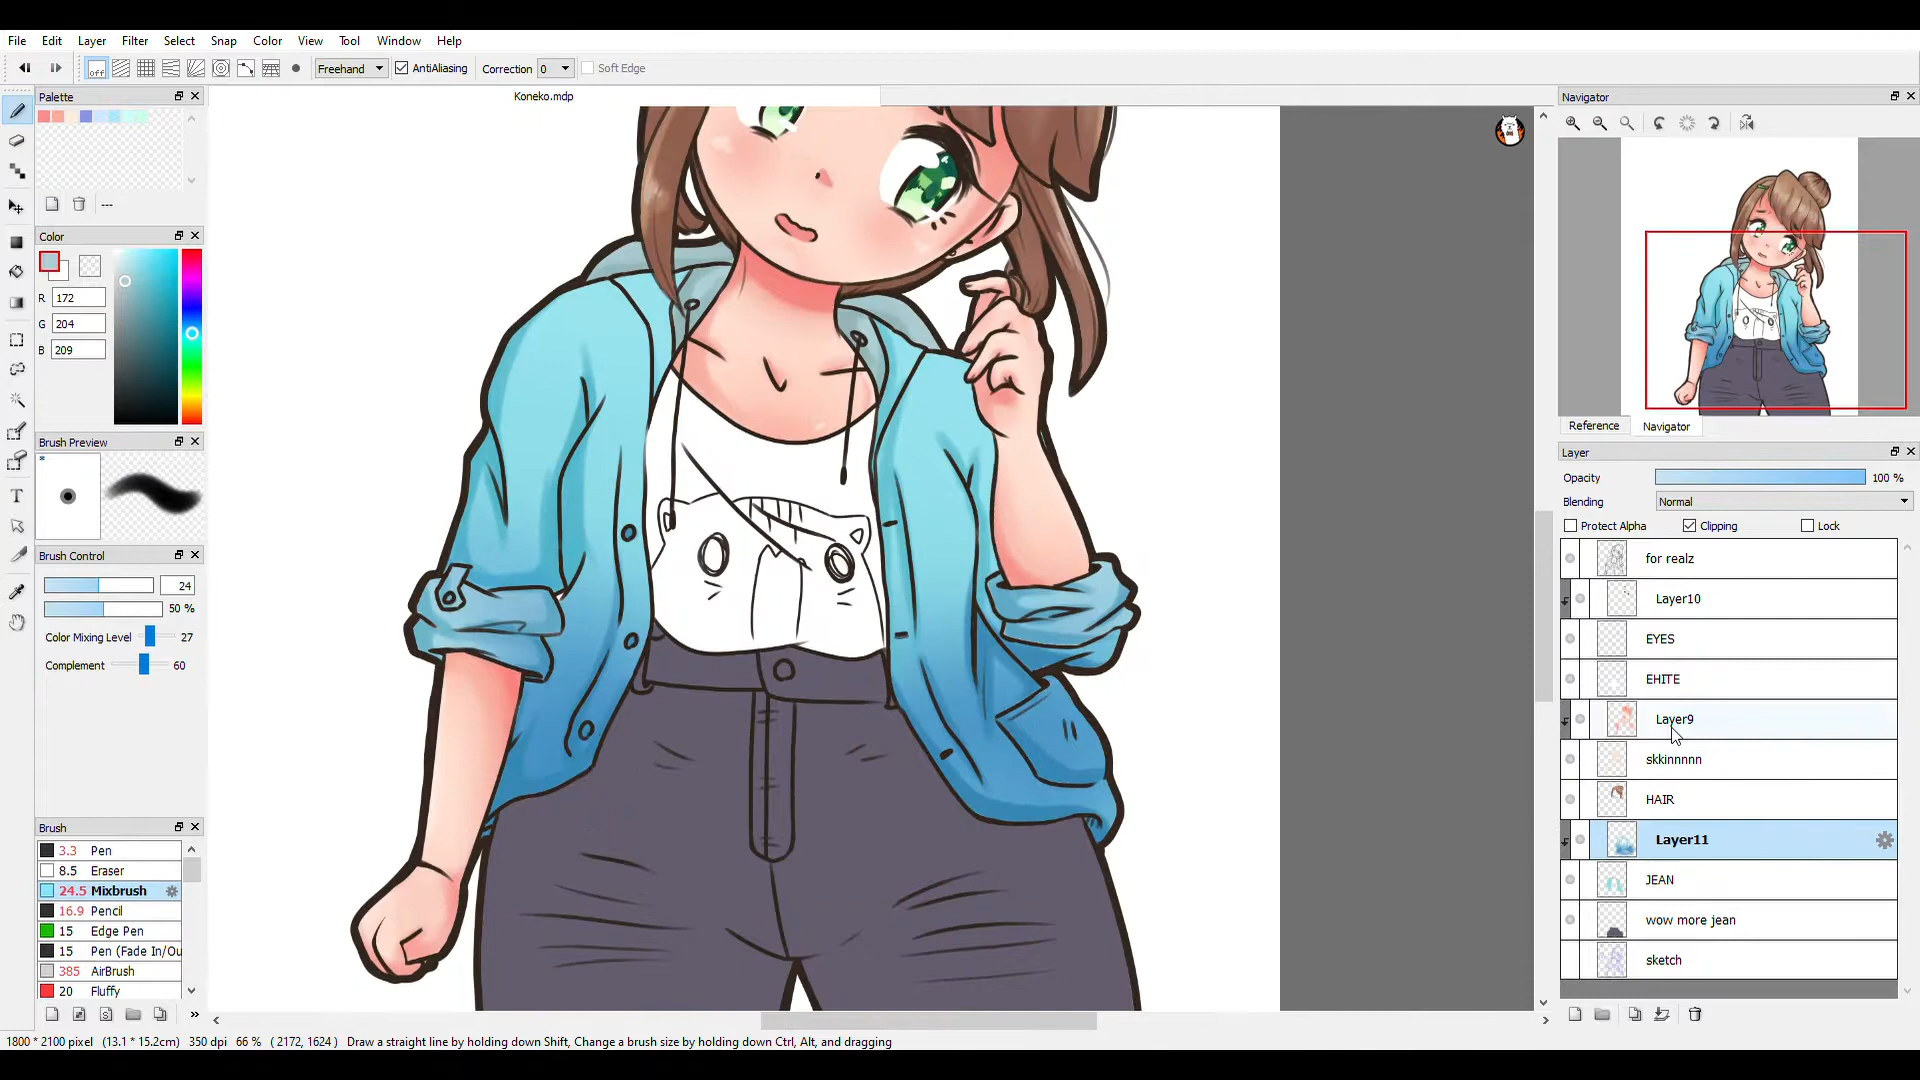 File Edit Layer Filter Select Snap Color View Tool Window Help
off Freehand AntiAliasing Correction 0 Soft Edge
Palette
Koneko.mdp
Navigator
---
Color
R 172
G 204
B 209
Reference Navigator
Brush Preview
Layer
Opacity 100 %
Blending Normal
Protect Alpha Clipping Lock
T
Brush Control
24
50 %
Color Mixing Level 27
Complement 60
for realz
Layer10
EYES
EHITE
Layer9
skkinnnnn
HAIR
Layer11
JEAN
wow more jean
sketch
Brush
3.3 Pen
8.5 Eraser
24.5 Mixbrush
16.9 Pencil
15 Edge Pen
15 Pen (Fade In/Ou
385 AirBrush
20 Fluffy
1800 * 2100 pixel (13.1 * 15.2cm) 350 dpi 66 % ( 2172, 1624 ) Draw a straight line by holding down Shift, Change a brush size by holding down Ctrl, Alt, and dragging